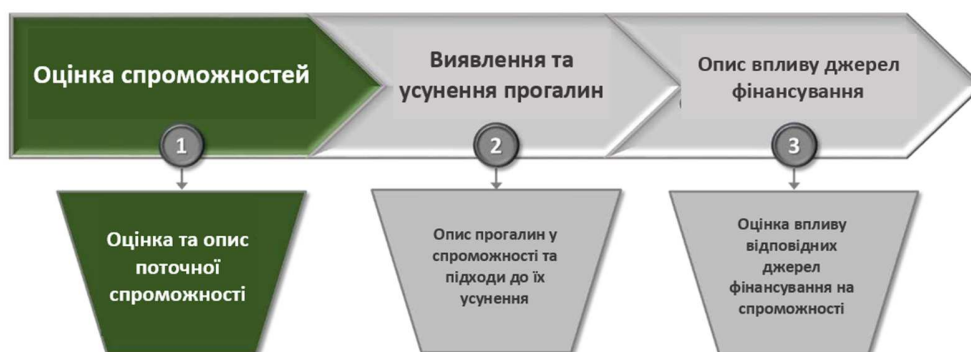 Оцінка спроможностей
Виявлення та
усунення прогалин
Опис впливу джерел
фінансування
1
2
3
Оцінка та опис
поточної
спроможності
Опис прогалин у
спроможності та
підходи до їх
усунення
Оцінка впливу
відповідних
джерел
фінансування на
спроможності